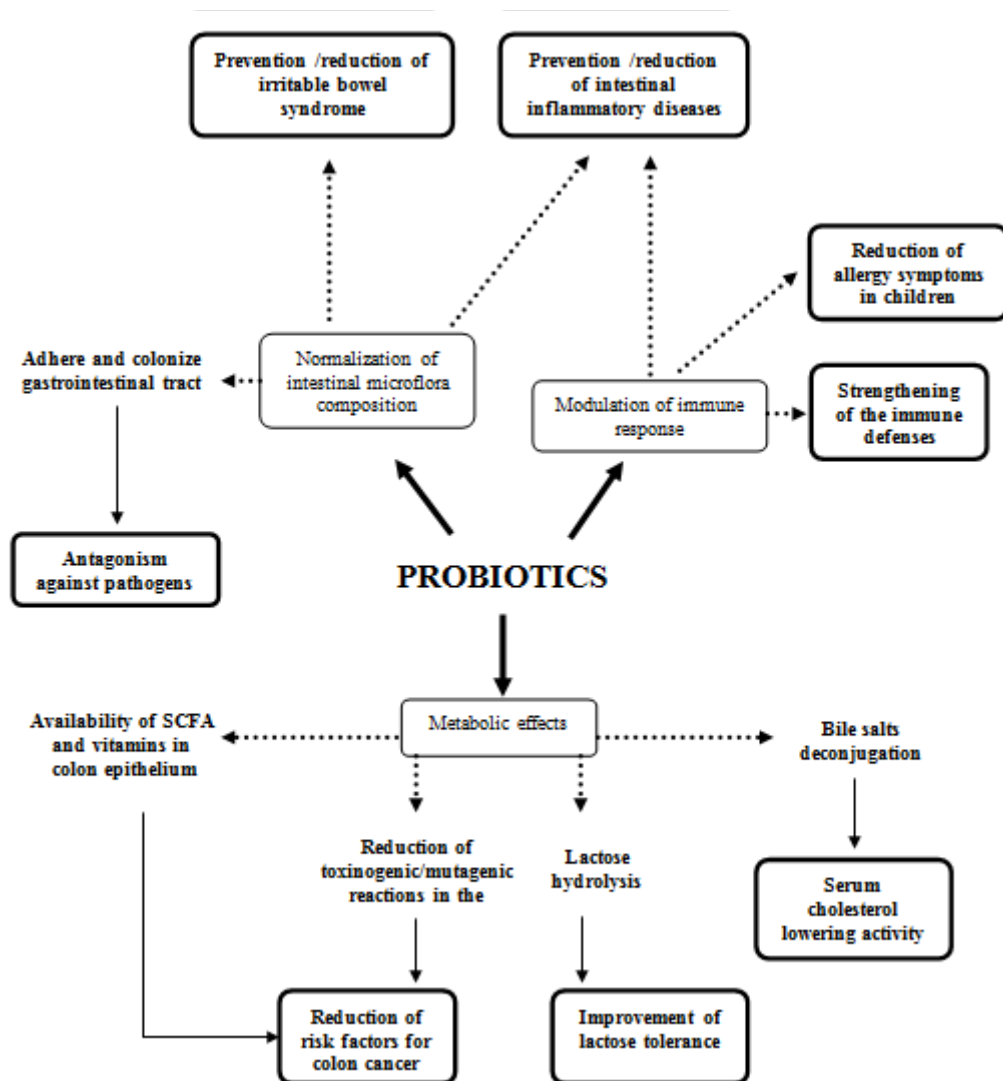 Prevention /reduction of
irritable bowel
syndrome
Prevention /reduction
of intestinal
inflammatory diseases
Reduction of
allergy symptoms
in children
Adhere and colonize
gastrointestinal tract
Normalization of
intestinal microflora
composition
Modulation of immune
response
Strengthening
of the immune
defenses
Antagonism
against pathogens
PROBIOTICS
Availability of SCFA
and vitamins in
colon epithelium
Metabolic effects
Bile salts
deconjugation
Reduction of
toxinogenic/mutagenic
reactions in the
Lactose
hydrolysis
Serum
cholesterol
lowering activity
Reduction of
risk factors for
colon cancer
Improvement of
lactose tolerance